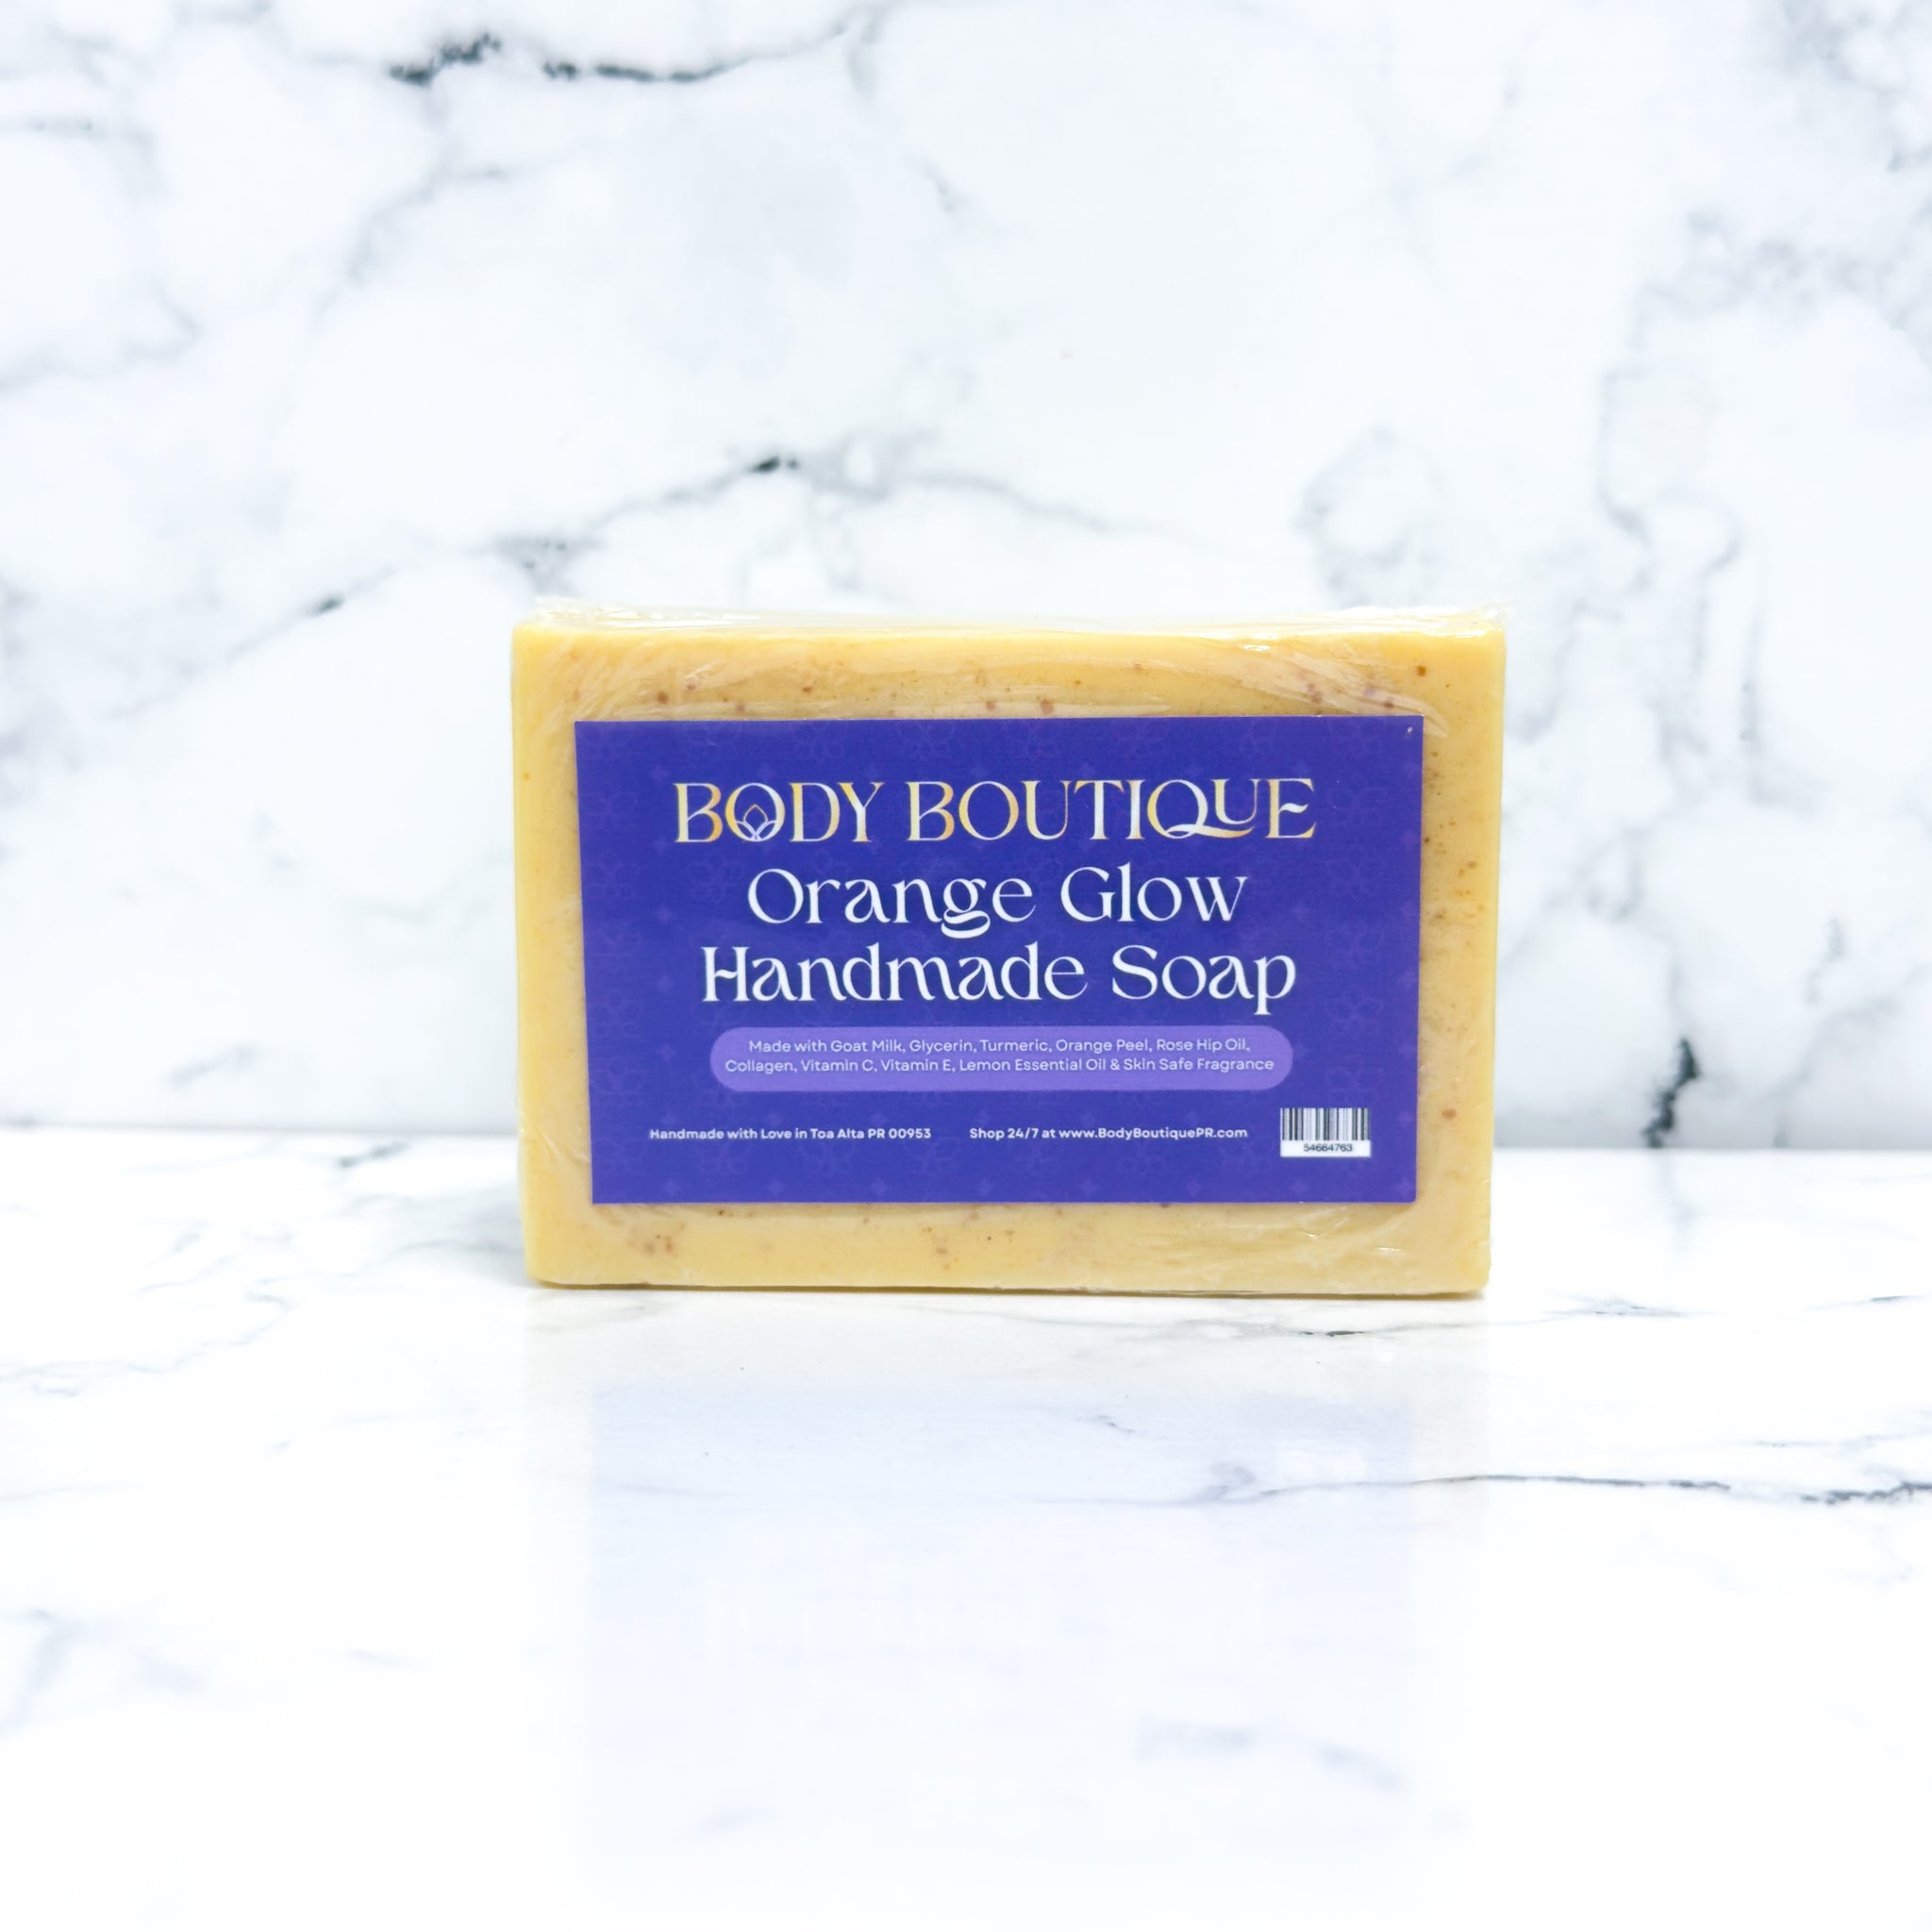 BODY BOUTIQUE
Orange Glow
Handmade Soap
Made with Goat Milk, Glycerin, Turmeric, Orange Peel, Rose Hip Oil,
Collagen, Vitamin C, Vitamin E, Lemon Essential Oil & Skin Safe Fragrance
Handmade with Love in Toa Alta PR 00953
Shop 24/7 at www.BodyBoutiquePR.com
54664763